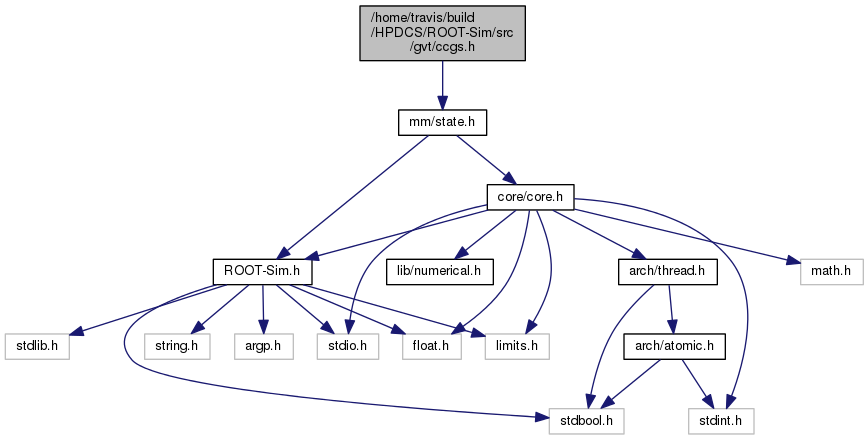 /home/travis/build
/HPDCS/ROOT-Sim/src
/gvt/ccgs.h
mm/state.h
core/core.h
ROOT-Sim.h
lib/numerical.h
arch/thread.h
math.h
stdlib.h
string.h
argp.h
stdio.h
float.h
limits.h
arch/atomic.h
stdbool.h
stdint.h